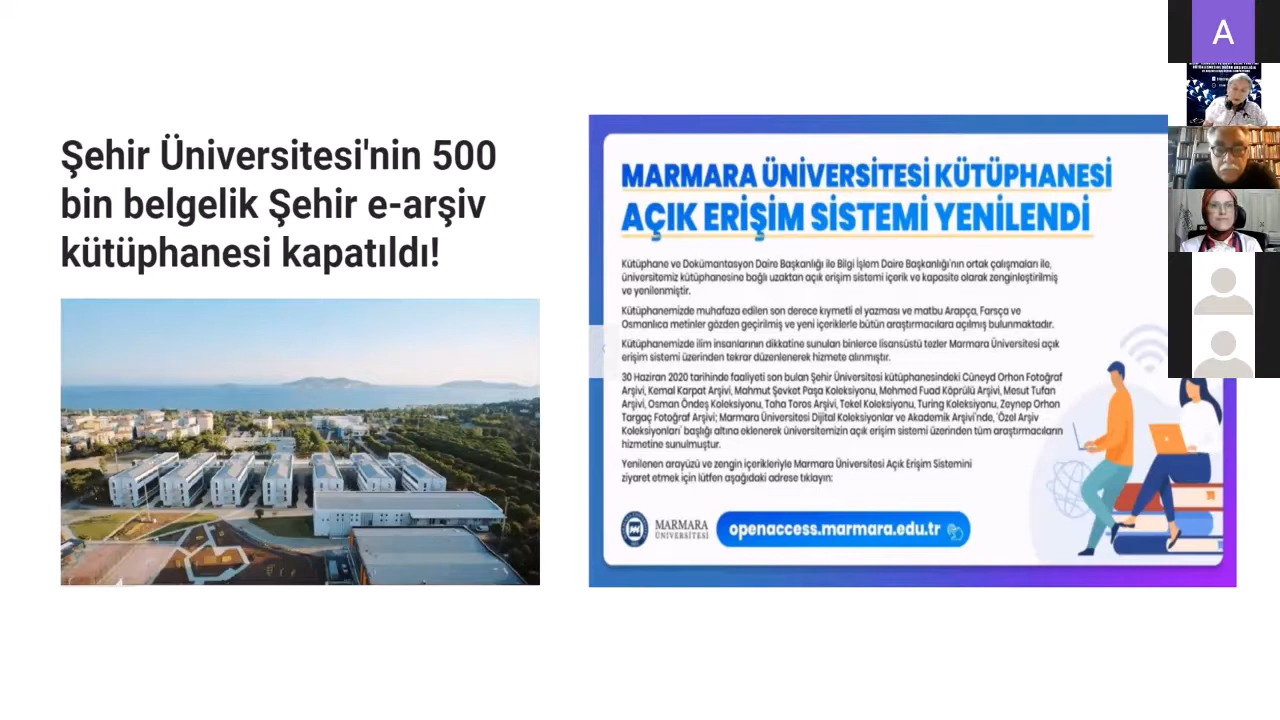 Şehir Üniversitesi'nin 500
bin belgelik Şehir e-arşiv
kütüphanesi kapatıldı!
MARMARA ÜNİVERSİTESİ KÜTÜPHANESİ
AÇIK ERİŞİM SİSTEMİ YENİLENDİ
Kütüphane ve Dokümantasyon Daire Başkanlığı ile Bilgi İşlem Daire Başkanlığı'nın ortak çalışmaları ile,
üniversitemiz kütüphanesine bağlı uzaktan açık erişim sistemi içerik ve kapasite olarak zenginleştirilmiş
ve yenilenmiştir.
Kütüphanemizde muhafaza edilen son derece kıymetli el yazması ve matbu Arapça, Farsça ve
Osmanlıca metinler gözden geçirilmiş ve yeni içeriklerle bütün araştırmacılara açılmış bulunmaktadır.
Kütüphanemizde ilim insanlarının dikkatine sunulan binlerce lisansüstü tezler Marmara Üniversitesi açık
erişim sistemi üzerinden tekrar düzenlenerek hizmete alınmıştır.
30 Haziran 2020 tarihinde faaliyeti son bulan Şehir Üniversitesi kütüphanesindeki Cüneyd Orhon Fotoğraf
Arşivi, Kemal Karpat Arşivi, Mahmut Şevket Paşa Koleksiyonu, Mehmed Fuad Köprülü Arşivi, Mesut Tufan
Arşivi, Osman Öndeş Koleksiyonu, Taha Toros Arşivi, Tekel Koleksiyonu, Turing Koleksiyonu, Zeynep Orhon
Targaç Fotoğraf Arşivi; Marmara Üniversitesi Dijital Koleksiyonlar ve Akademik Arşivi'nde, 'Özel Arşiv
Koleksiyonları' başlığı altına eklenerek üniversitemizin açık erişim sistemi üzerinden tüm araştırmacıların
hizmetine sunulmuştur.
Yenilenen arayüzü ve zengin içerikleriyle Marmara Üniversitesi Açık Erişim Sistemini
ziyaret etmek için lütfen aşağıdaki adrese tıklayın:
MARMARA
ÜNİVERSİTESİ
openaccess.marmara.edu.tr
A